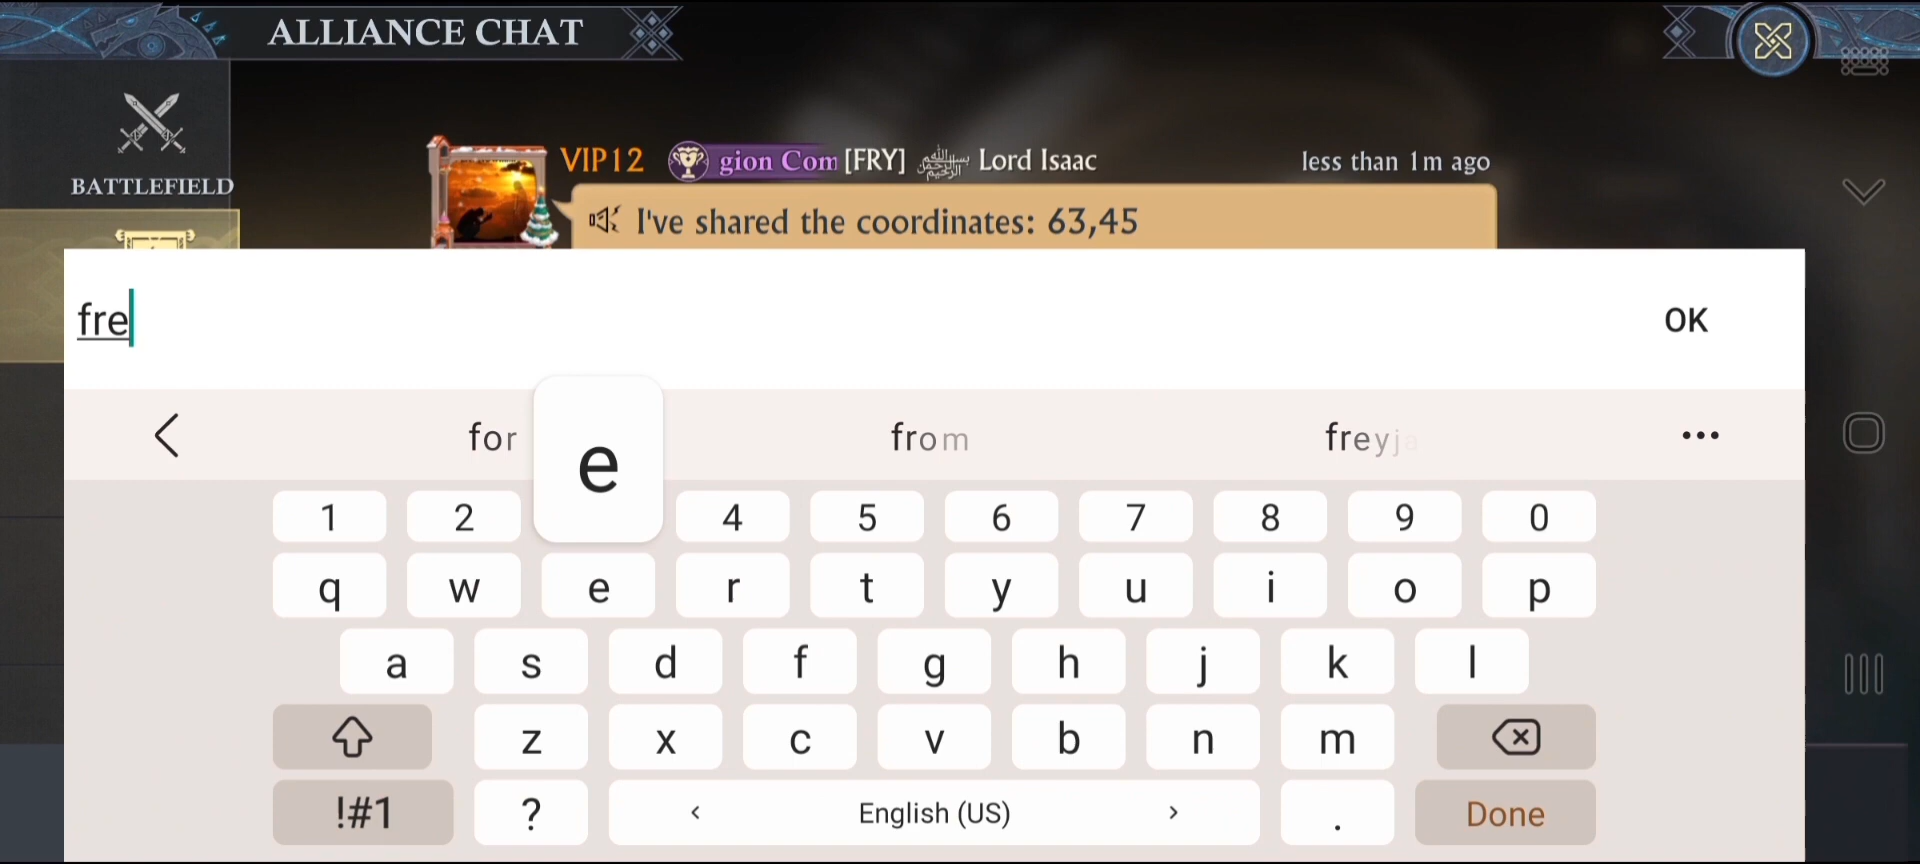 ALLIANCE CHAT
BATTLEFIELD
VIP12 gion Com [FRY] ﷽ Lord Isaac less than 1m ago
I've shared the coordinates: 63,45
fre
OK
for from freyja
e
1 2 4 5 6 7 8 9 0
q w e r t y u i o p
a s d f g h j k l
z x c v b n m
!#1 ? < English (US) > . Done